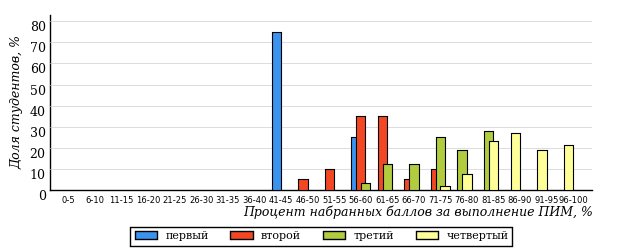 Доля студентов, %
80
70
60
50
40
30
20
10
0
0-5 6-10 11-15 16-20 21-25 26-30 31-35 36-40 41-45 46-50 51-55 56-60 61-65 66-70 71-75 76-80 81-85 86-90 91-95 96-100
Процент набранных баллов за выполнение ПИМ, %
первый второй третий четвертый